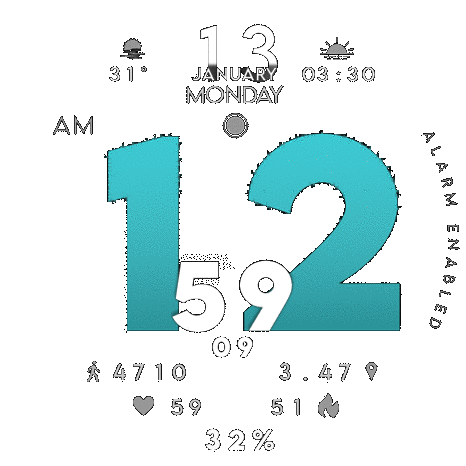 13
31°
JANUARY
03:30
MONDAY
AM
12
59
09
ALARM ENABLED
4710
3.47
59
51
32%